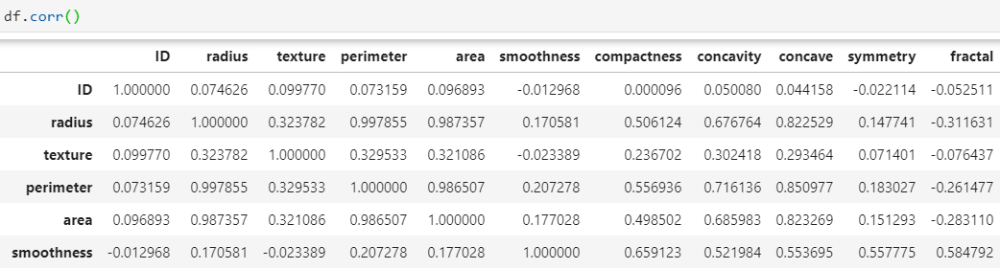 df.corr()
ID radius texture perimeter area smoothness compactness concavity concave symmetry fractal
ID 1.000000 0.074626 0.099770 0.073159 0.096893 -0.012968 0.000096 0.050080 0.044158 -0.022114 -0.052511
radius 0.074626 1.000000 0.323782 0.997855 0.987357 0.170581 0.506124 0.676764 0.822529 0.147741 -0.311631
texture 0.099770 0.323782 1.000000 0.329533 0.321086 -0.023389 0.236702 0.302418 0.293464 0.071401 -0.076437
perimeter 0.073159 0.997855 0.329533 1.000000 0.986507 0.207278 0.556936 0.716136 0.850977 0.183027 -0.261477
area 0.096893 0.987357 0.321086 0.986507 1.000000 0.177028 0.498502 0.685983 0.823269 0.151293 -0.283110
smoothness -0.012968 0.170581 -0.023389 0.207278 0.177028 1.000000 0.659123 0.521984 0.553695 0.557775 0.584792